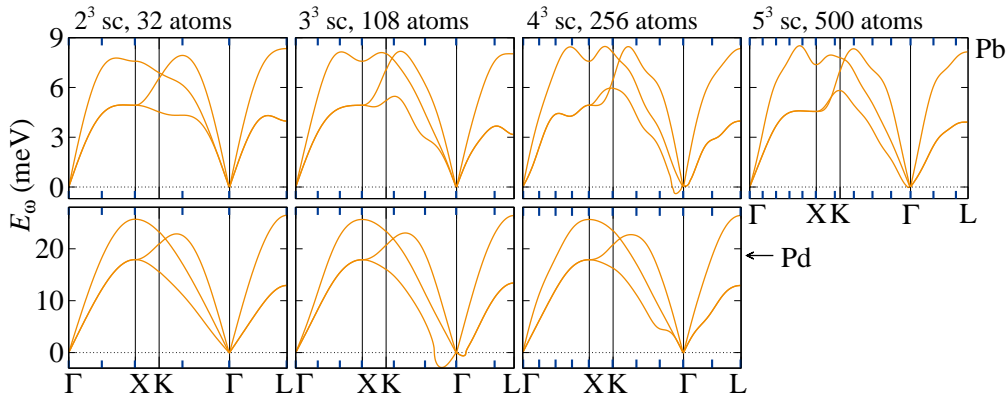 2³ sc, 32 atoms
3³ sc, 108 atoms
4³ sc, 256 atoms
5³ sc, 500 atoms
9
6
3
0
Pb
E_ω (meV)
Γ X K Γ L
20
10
0
Pd
Γ X K Γ L
Γ X K Γ L
Γ X K Γ L